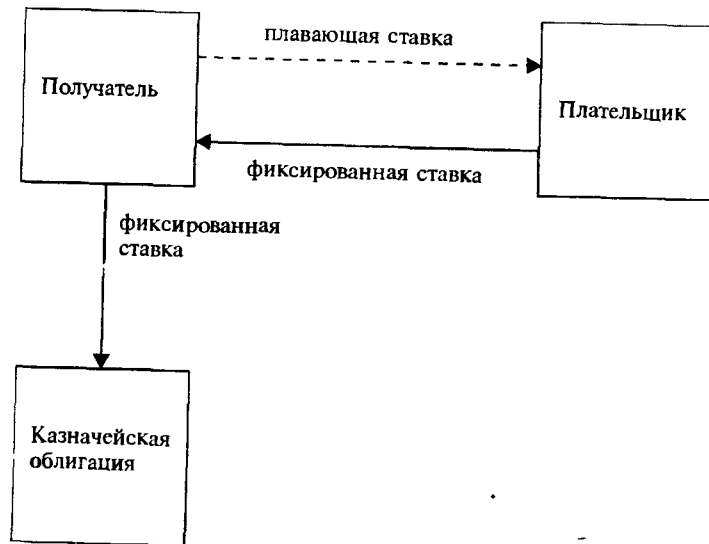 плавающая ставка
Получатель
Плательщик
фиксированная ставка
фиксированная
ставка
Казначейская
облигация